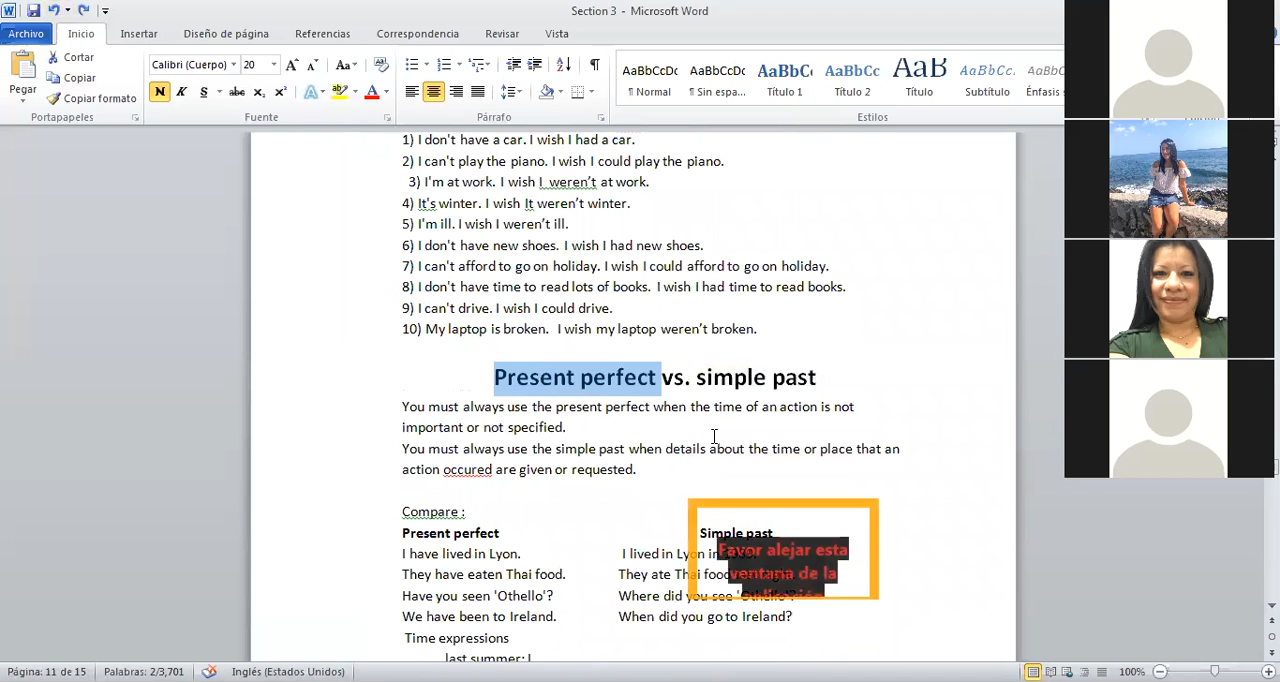 Section 3 - Microsoft Word
Archivo Inicio Insertar Diseño de página Referencias Correspondencia Revisar Vista
Pegar
Cortar
Copiar
Copiar formato
Portapapeles
Calibri (Cuerpo) 20
Fuente
Párrafo
AaBbCcDc AaBbCcDc AaBbC AaBbCc AaB AaBbCc. AaBbCc
¶ Normal ¶ Sin espa... Título 1 Título 2 Título Subtítulo Énfasis
Estilos
1) I don't have a car. I wish I had a car.
2) I can't play the piano. I wish I could play the piano.
3) I'm at work. I wish I weren't at work.
4) It's winter. I wish It weren't winter.
5) I'm ill. I wish I weren't ill.
6) I don't have new shoes. I wish I had new shoes.
7) I can't afford to go on holiday. I wish I could afford to go on holiday.
8) I don't have time to read lots of books. I wish I had time to read books.
9) I can't drive. I wish I could drive.
10) My laptop is broken. I wish my laptop weren't broken.
Present perfect vs. simple past
You must always use the present perfect when the time of an action is not
important or not specified.
You must always use the simple past when details about the time or place that an
action occured are given or requested.
Compare :
Present perfect Simple past
I have lived in Lyon. I lived in Lyon in
They have eaten Thai food. They ate Thai food
Have you seen 'Othello'? Where did you see 'Othello'?
We have been to Ireland. When did you go to Ireland?
Favor alejar esta
ventana de la
Time expressions
last summer: I
Página: 11 de 15 Palabras: 2/3,701 Inglés (Estados Unidos) 100%